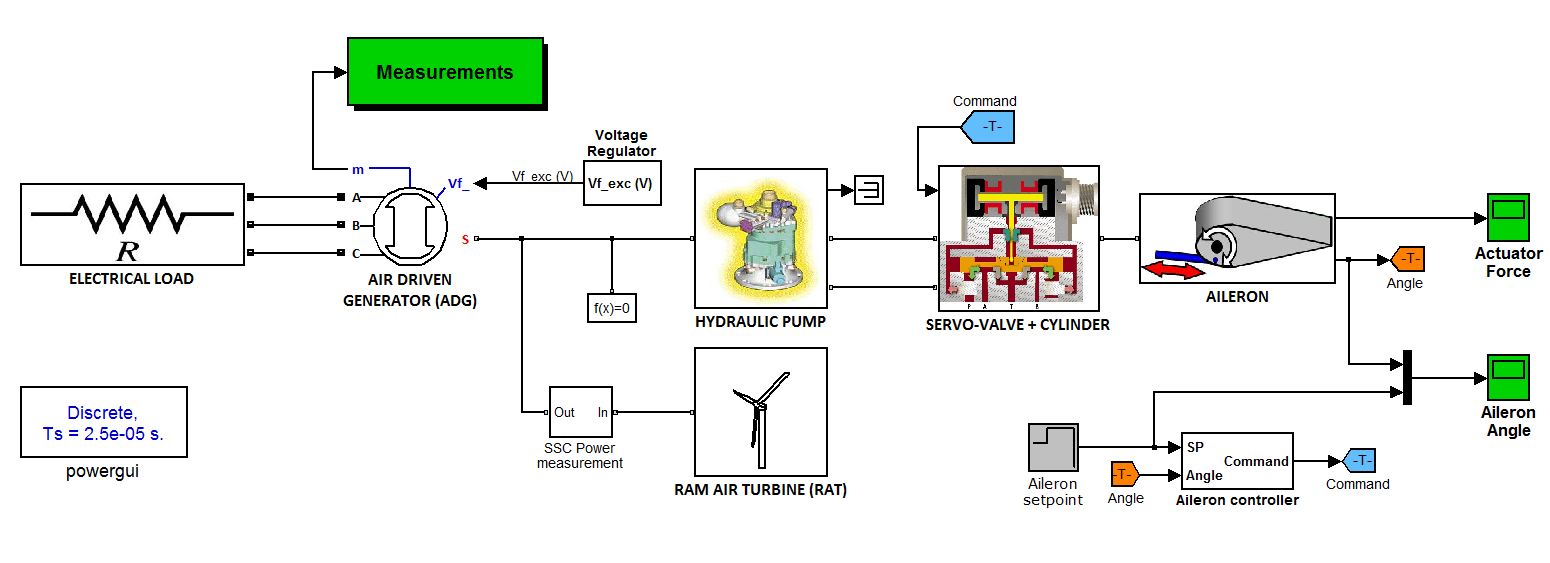 Measurements
Command
-T-
Voltage
Regulator
Vf_exc (V)
Vf_exc (V)
m
Vf_
A
B
C
S
R
ELECTRICAL LOAD
AIR DRIVEN
GENERATOR (ADG)
f(x)=0
HYDRAULIC PUMP
P A T B
SERVO-VALVE + CYLINDER
AILERON
Actuator
Force
-T-
Angle
Discrete,
Ts = 2.5e-05 s.
powergui
Out In
SSC Power
measurement
RAM AIR TURBINE (RAT)
Aileron
Angle
Aileron
setpoint
-T-
Angle
SP
Command
Angle
Aileron controller
-T-
Command